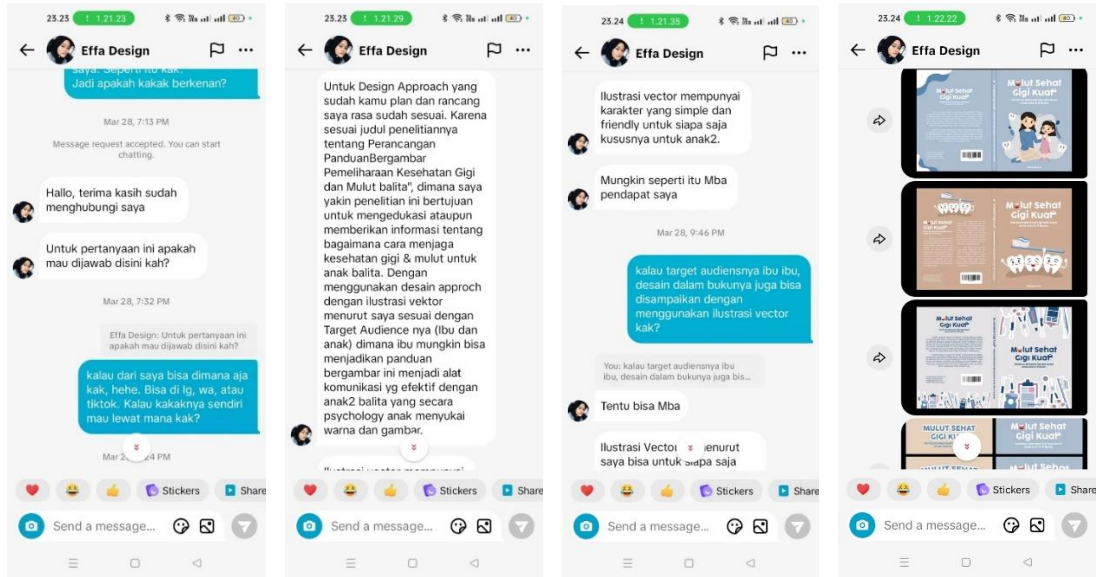 23.23
1.21.23
40
Effa Design
saya. Seperti itu kak.
Jadi apakah kakak berkenan?
Mar 28, 7:13 PM
Message request accepted. You can start
chatting.
Hallo, terima kasih sudah
menghubungi saya
Untuk pertanyaan ini apakah
mau dijawab disini kah?
Mar 28, 7:32 PM
Effa Design: Untuk pertanyaan ini
apakah mau dijawab disini kah?
kalau dari saya bisa dimana aja
kak, hehe. Bisa di Ig, wa, atau
tiktok. Kalau kakaknya sendiri
mau lewat mana kak?
Stickers
Share
Send a message...
23.23
1.21.29
40
Effa Design
Untuk Design Approach yang
sudah kamu plan dan rancang
saya rasa sudah sesuai. Karena
sesuai judul penelitiannya
tentang Perancangan
PanduanBergambar
Pemeliharaan Kesehatan Gigi
dan Mulut balita", dimana saya
yakin penelitian ini bertujuan
untuk mengedukasi ataupun
memberikan informasi tentang
bagaimana cara menjaga
kesehatan gigi & mulut untuk
anak balita. Dengan
menggunakan desain approch
dengan ilustrasi vektor
menurut saya sesuai dengan
Target Audience nya (Ibu dan
anak) dimana ibu mungkin bisa
menjadikan panduan
bergambar ini menjadi alat
komunikasi yg efektif dengan
anak2 balita yang secara
psychology anak menyukai
warna dan gambar.
Stickers
Share
Send a message...
23.24
1.21.35
40
Effa Design
Ilustrasi vector mempunyai
karakter yang simple dan
friendly untuk siapa saja
kususnya untuk anak2.
Mungkin seperti itu Mba
pendapat saya
Mar 28, 9:46 PM
kalau target audiensnya ibu ibu,
desain dalam bukunya juga bisa
disampaikan dengan
menggunakan ilustrasi vector
kak?
You: kalau target audiensnya ibu
ibu, desain dalam bukunya juga bis...
Tentu bisa Mba
Ilustrasi Vector menurut
saya bisa untuk siapa saja
Stickers
Share
Send a message...
23.24
1.22.22
40
Effa Design
Mulut Sehat
Gigi Kuat
Mulut Sehat
Gigi Kuat
Mulut Sehat
Gigi Kuat
Mulut Sehat
Gigi Kuat
Mulut Sehat
Gigi Kuat
MULUT SEHAT
Mulut Sehat
Gigi Kuat
Stickers
Share
Send a message...